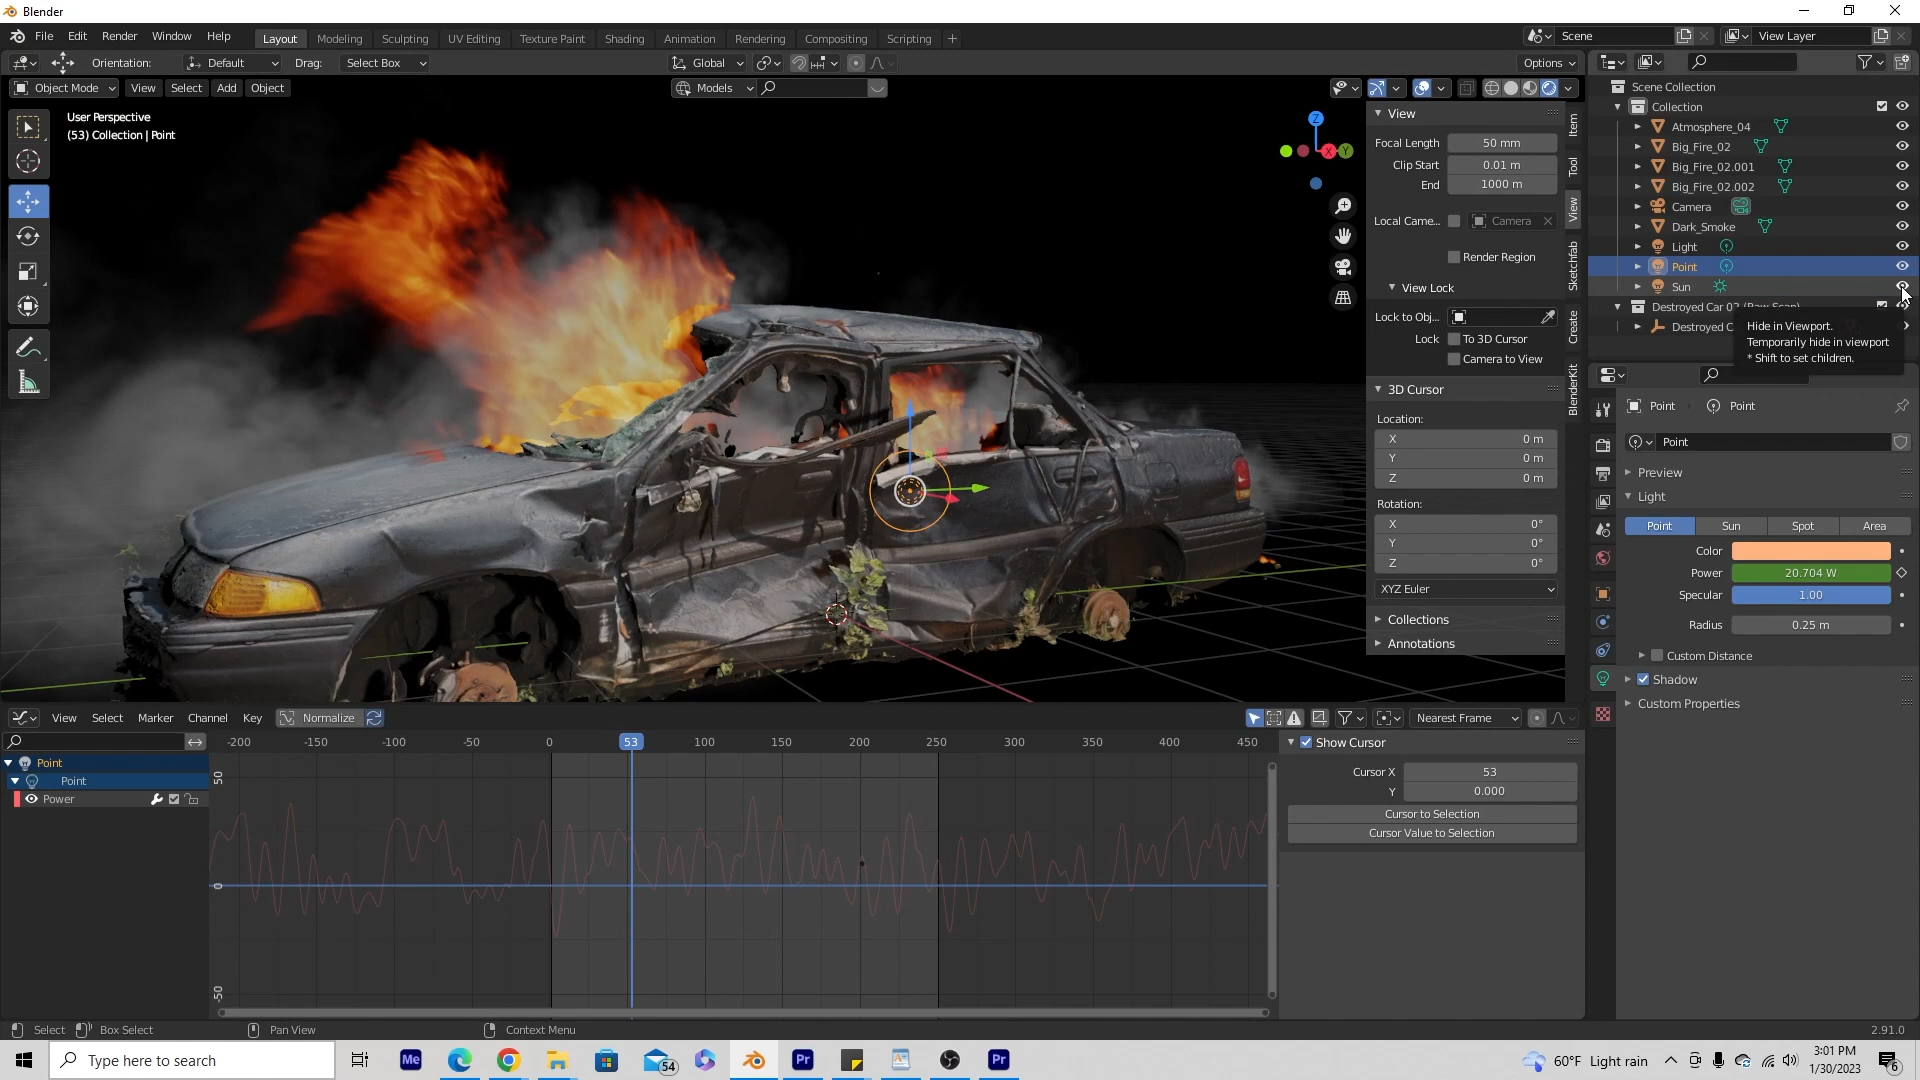 Blender
File Edit Render Window Help
Layout Modeling Sculpting UV Editing Texture Paint Shading Animation Rendering Compositing Scripting +
Scene
View Layer
Orientation: Default Drag: Select Box
Global
Options
Object Mode View Select Add Object
Models
User Perspective
(53) Collection | Point
Z
X
Y
View
Focal Length 50 mm
Clip Start 0.01 m
End 1000 m
Local Came... Camera
Render Region
View Lock
Lock to Obj...
Lock To 3D Cursor
Camera to View
3D Cursor
Location:
X 0 m
Y 0 m
Z 0 m
Rotation:
X 0°
Y 0°
Z 0°
XYZ Euler
Collections
Annotations
Item
Tool
View
Sketchfab
Create
BlenderKit
Scene Collection
Collection
Atmosphere_04
Big_Fire_02
Big_Fire_02.001
Big_Fire_02.002
Camera
Dark_Smoke
Light
Point
Sun
Destroyed Car 02 (Raw Scan)
Destroyed C
Hide in Viewport.
Temporarily hide in viewport
* Shift to set children.
Point Point
Point
Preview
Light
Point Sun Spot Area
Color
Power 20.704 W
Specular 1.00
Radius 0.25 m
Custom Distance
Shadow
Custom Properties
View Select Marker Channel Key Normalize
Nearest Frame
-200 -150 -100 -50 0 53 100 150 200 250 300 350 400 450
Point
Point
Power
50
0
-50
Show Cursor
Cursor X 53
Y 0.000
Cursor to Selection
Cursor Value to Selection
Select Box Select Pan View Context Menu
2.91.0
Type here to search
Me
54
Pr
Pr
60°F Light rain
3:01 PM
1/30/2023
6